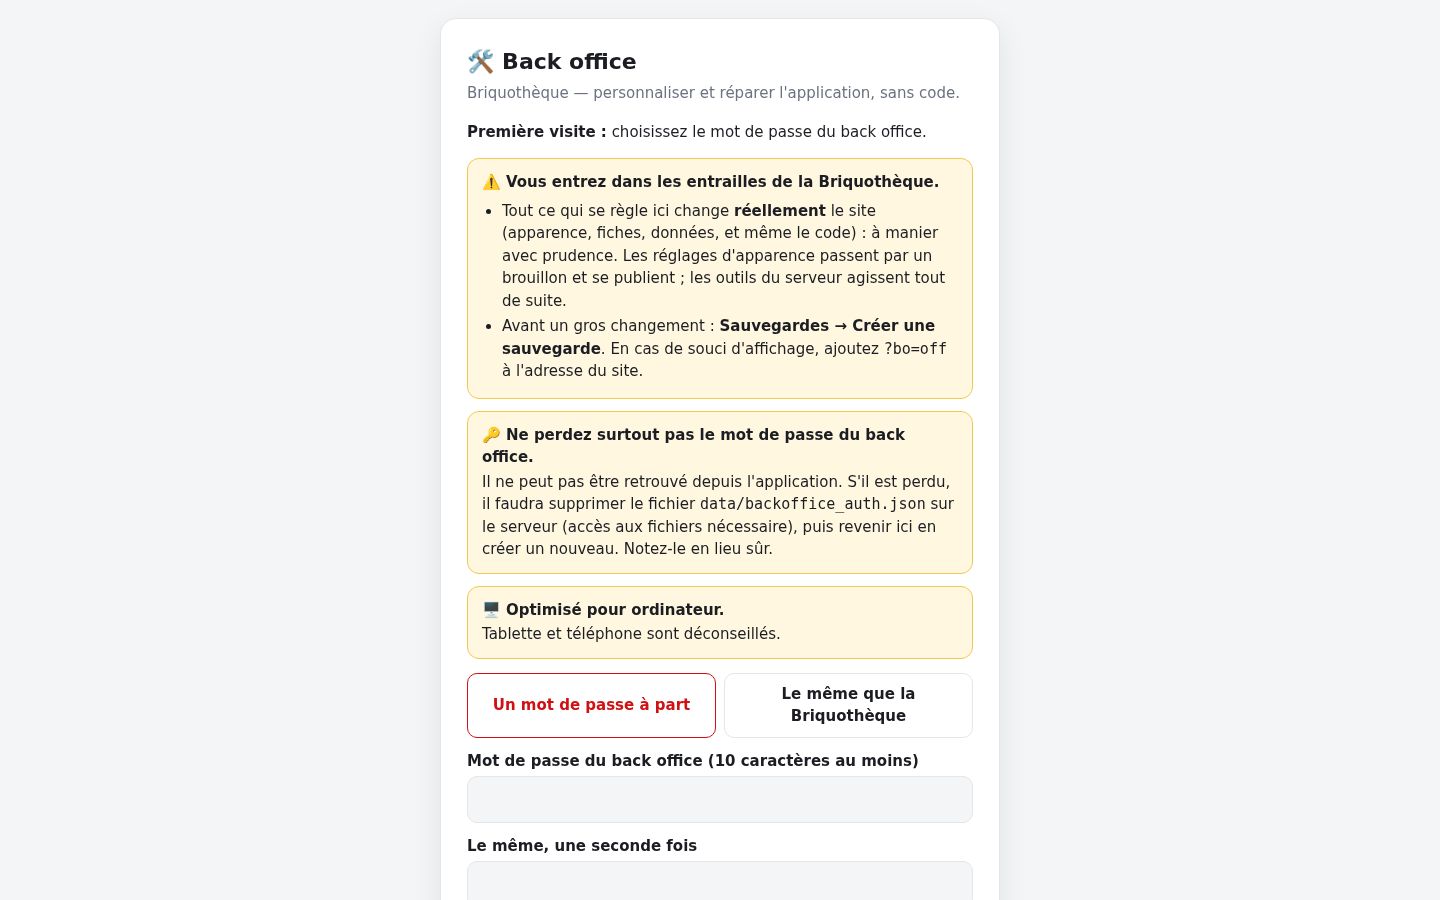 🛠️ Back office
Briquothèque — personnaliser et réparer l'application, sans code.
Première visite : choisissez le mot de passe du back office.
⚠️ Vous entrez dans les entrailles de la Briquothèque.
• Tout ce qui se règle ici change réellement le site
(apparence, fiches, données, et même le code) : à manier
avec prudence. Les réglages d'apparence passent par un
brouillon et se publient ; les outils du serveur agissent tout
de suite.
• Avant un gros changement : Sauvegardes → Créer une
sauvegarde. En cas de souci d'affichage, ajoutez ?bo=off
à l'adresse du site.
🔑 Ne perdez surtout pas le mot de passe du back
office.
Il ne peut pas être retrouvé depuis l'application. S'il est perdu,
il faudra supprimer le fichier data/backoffice_auth.json sur
le serveur (accès aux fichiers nécessaire), puis revenir ici en
créer un nouveau. Notez-le en lieu sûr.
🖥️ Optimisé pour ordinateur.
Tablette et téléphone sont déconseillés.
Un mot de passe à part
Le même que la
Briquothèque
Mot de passe du back office (10 caractères au moins)
Le même, une seconde fois